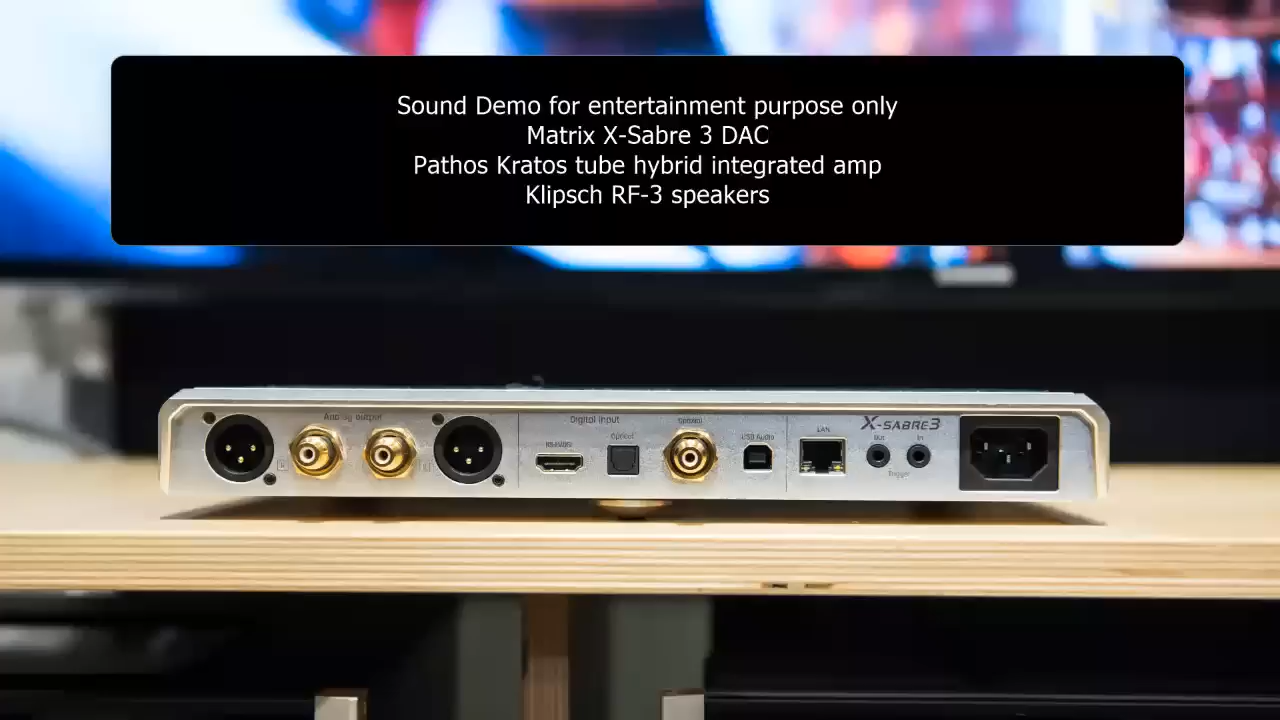 Sound Demo for entertainment purpose only
Matrix X-Sabre 3 DAC
Pathos Kratos tube hybrid integrated amp
Klipsch RF-3 speakers
Analog output
Digital input
Optical
Coaxial
USB Audio
LAN
X-SABRE3
Out
In
Trigger